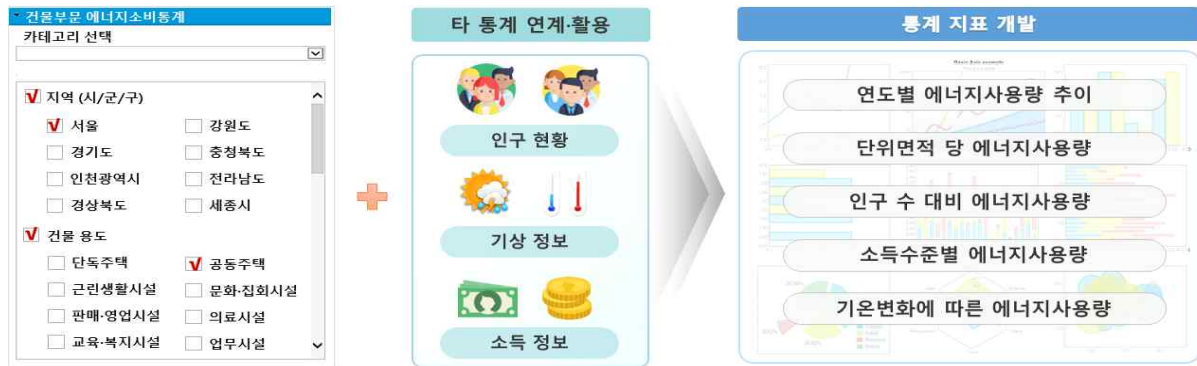 건물부문 에너지소비통계
카테고리 선택
지역 (시/군/구)
서울 강원도
경기도 충청북도
인천광역시 전라남도
경상북도 세종시
건물 용도
단독주택 공동주택
근린생활시설 문화·집회시설
판매·영업시설 의료시설
교육·복지시설 업무시설
타 통계 연계·활용
인구 현황
기상 정보
소득 정보
통계 지표 개발
연도별 에너지사용량 추이
단위면적 당 에너지사용량
인구 수 대비 에너지사용량
소득수준별 에너지사용량
기온변화에 따른 에너지사용량